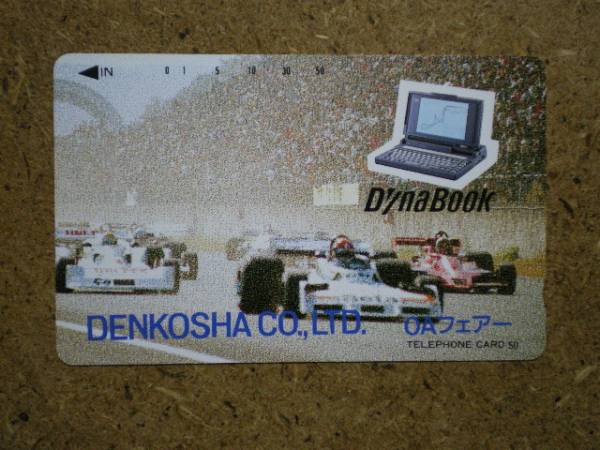 IN 0 1 5 10 30 50
DynaBook
DENKOSHA CO., LTD. OAフェアー
TELEPHONE CARD 50